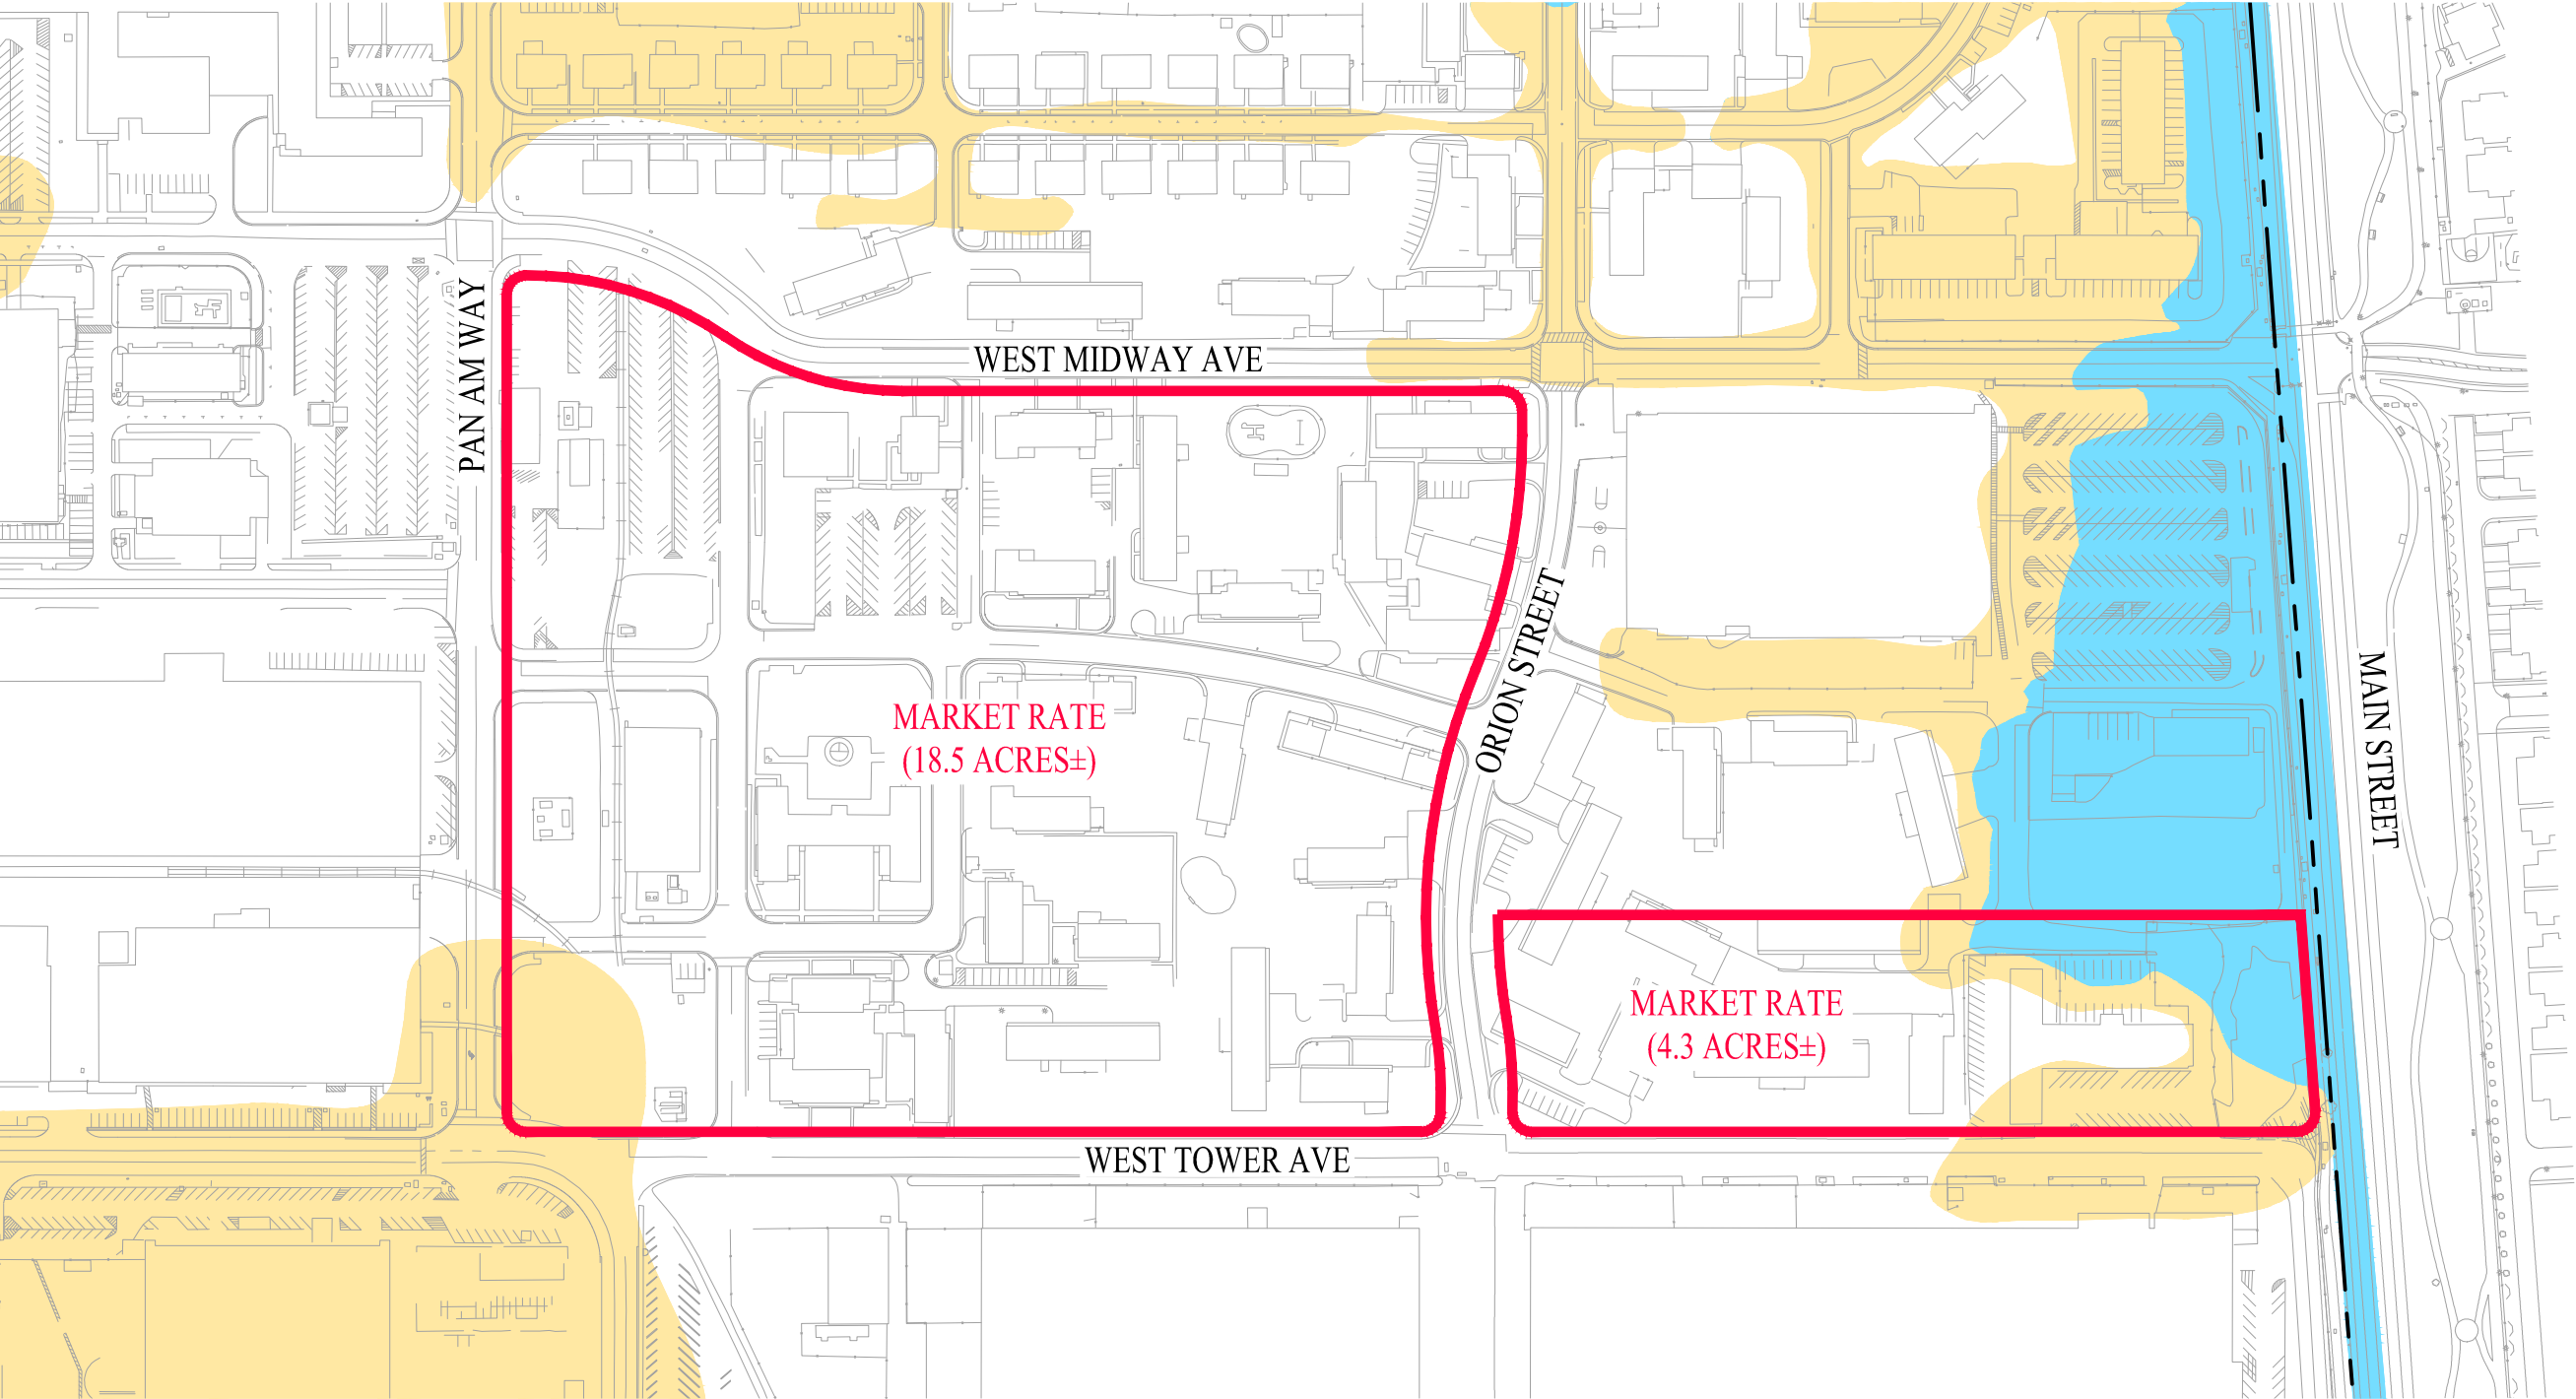 WEST MIDWAY AVE
PAN AM WAY
MARKET RATE
(18.5 ACRES±)
ORION STREET
MAIN STREET
MARKET RATE
(4.3 ACRES±)
WEST TOWER AVE